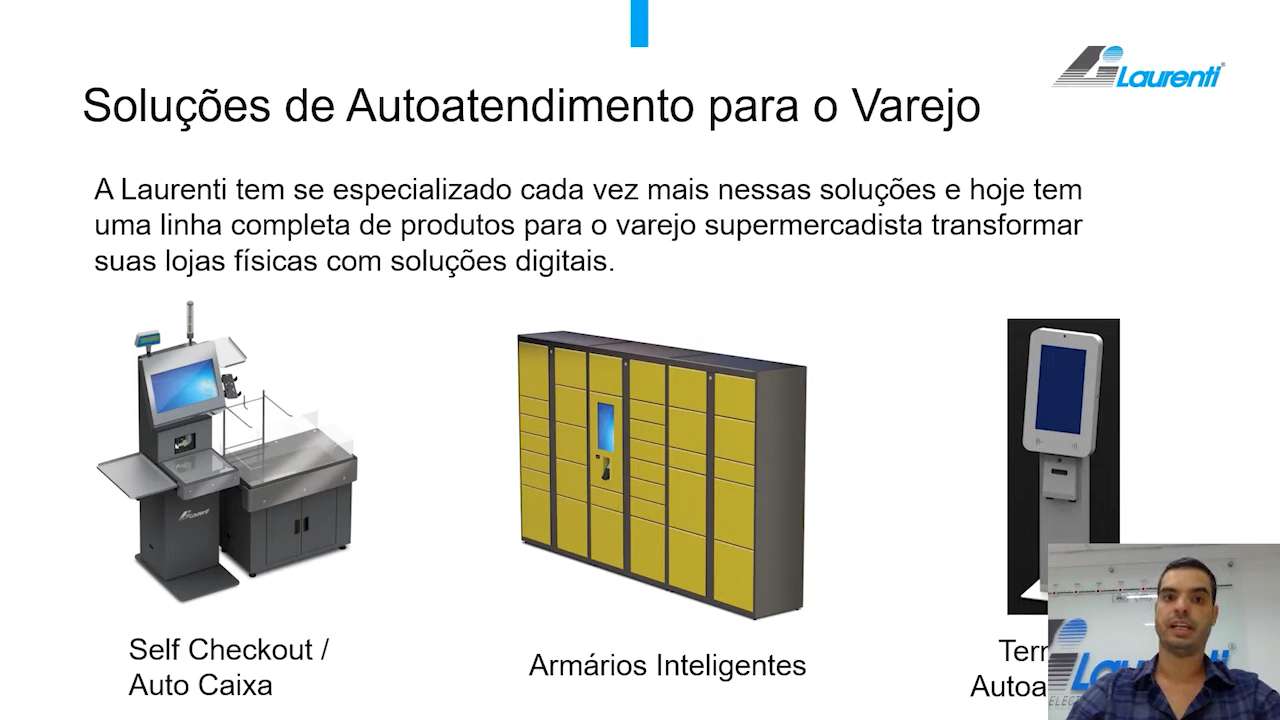 Laurenti
Soluções de Autoatendimento para o Varejo
A Laurenti tem se especializado cada vez mais nessas soluções e hoje tem
uma linha completa de produtos para o varejo supermercadista transformar
suas lojas físicas com soluções digitais.
Laurenti
Self Checkout /
Auto Caixa
Armários Inteligentes